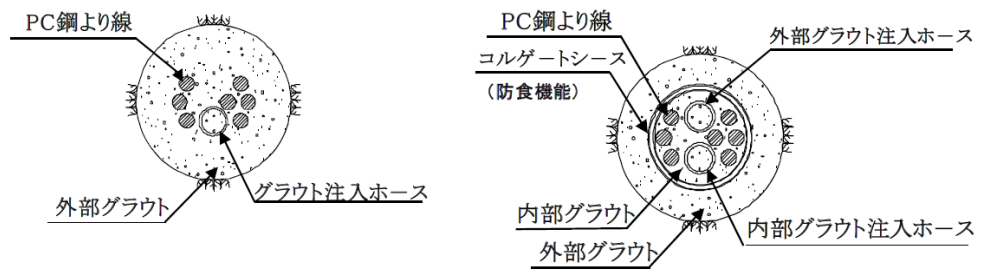 PC鋼より線
外部グラウト
グラウト注入ホース
PC鋼より線
外部グラウト注入ホース
コルゲートシース
（防食機能）
内部グラウト
外部グラウト
内部グラウト注入ホース